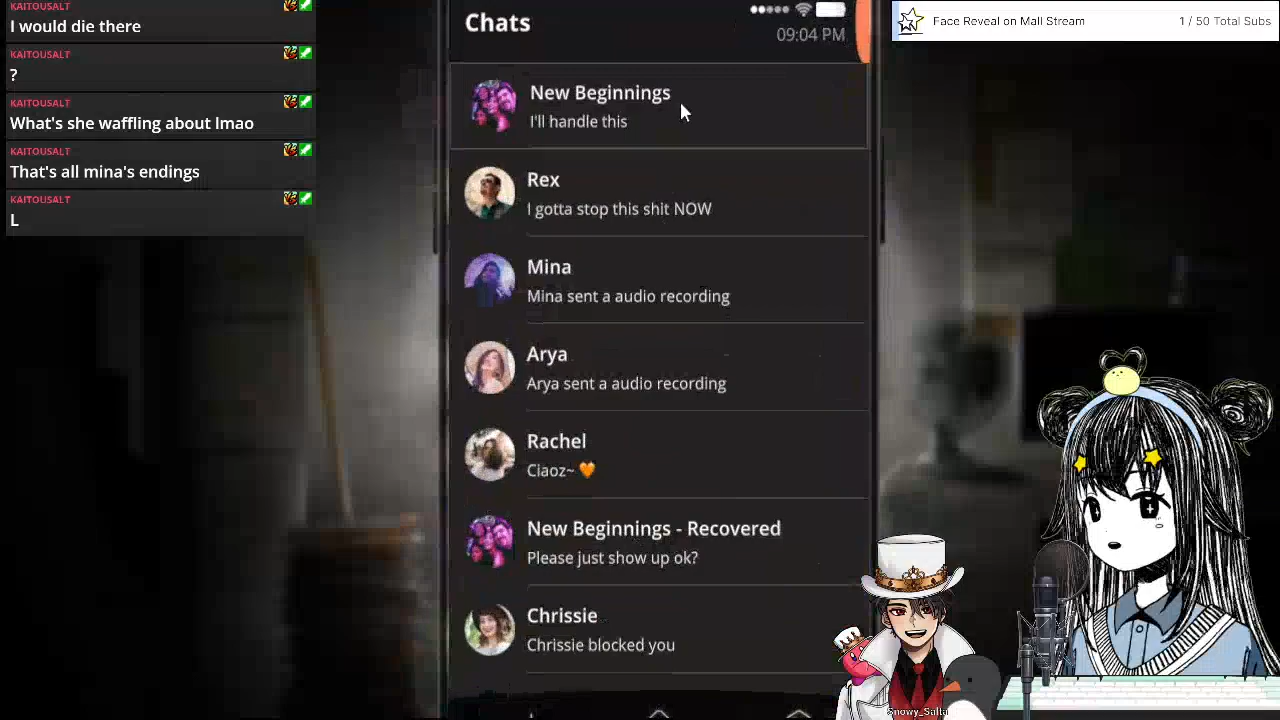 KAITOUSALT
I would die there
KAITOUSALT
?
KAITOUSALT
What's she waffling about lmao
KAITOUSALT
That's all mina's endings
KAITOUSALT
L
Chats
09:04 PM
New Beginnings
I'll handle this
Rex
I gotta stop this shit NOW
Mina
Mina sent a audio recording
Arya
Arya sent a audio recording
Rachel
Ciaoz~ 🧡
New Beginnings - Recovered
Please just show up ok?
Chrissie
Chrissie blocked you
Face Reveal on Mall Stream
1 / 50 Total Subs